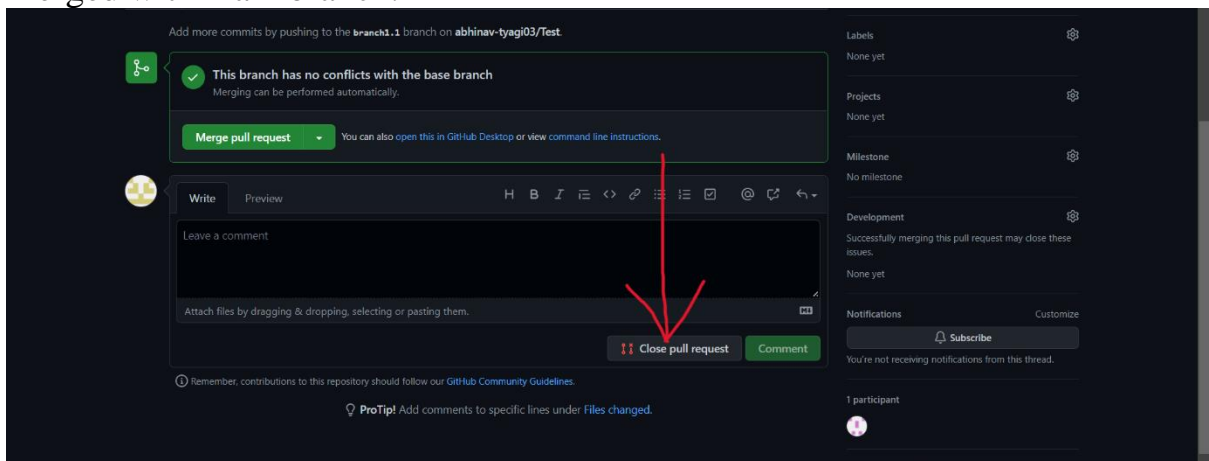 Add more commits by pushing to the branch1.1 branch on abhinav-tyagi03/Test.
This branch has no conflicts with the base branch
Merging can be performed automatically.
Merge pull request
You can also open this in GitHub Desktop or view command line instructions.
Write Preview
H B I
Leave a comment
Attach files by dragging & dropping, selecting or pasting them.
Close pull request Comment
Remember, contributions to this repository should follow our GitHub Community Guidelines.
ProTip! Add comments to specific lines under Files changed.
Labels
None yet
Projects
None yet
Milestone
No milestone
Development
Successfully merging this pull request may close these
issues.
None yet
Notifications Customize
Subscribe
You're not receiving notifications from this thread.
1 participant